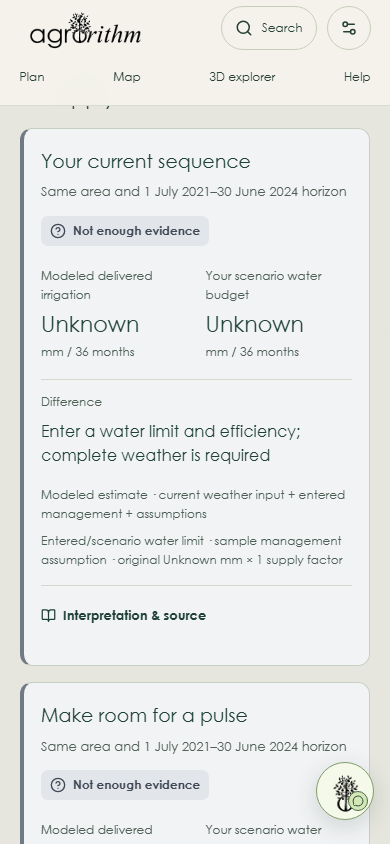 agrorithm
Search
Plan
Map
3D explorer
Help
Your current sequence
Same area and 1 July 2021–30 June 2024 horizon
Not enough evidence
Modeled delivered irrigation
Your scenario water budget
Unknown
Unknown
mm / 36 months
mm / 36 months
Difference
Enter a water limit and efficiency;
complete weather is required
Modeled estimate · current weather input + entered
management + assumptions
Entered/scenario water limit · sample management
assumption · original Unknown mm × 1 supply factor
Interpretation & source
Make room for a pulse
Same area and 1 July 2021–30 June 2024 horizon
Not enough evidence
Modeled delivered
Your scenario water